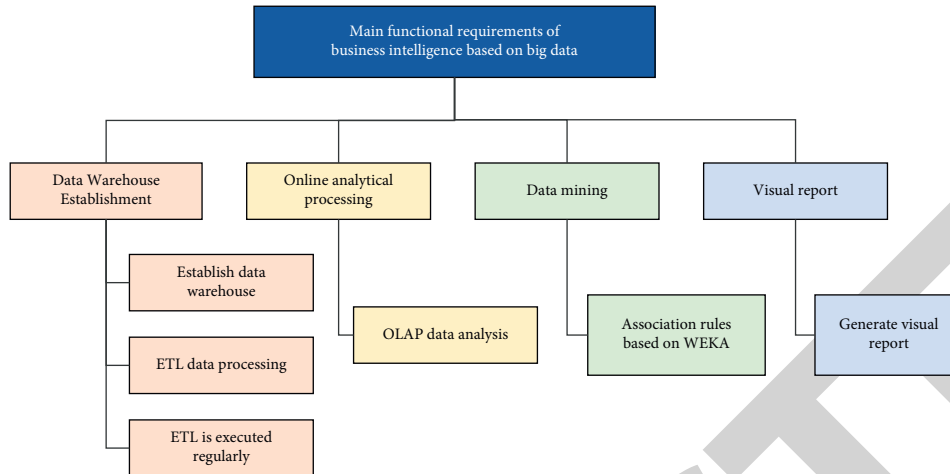 Main functional requirements of
business intelligence based on big data
Data Warehouse
Establishment
Online analytical
processing
Data mining
Visual report
Establish data
warehouse
ETL data processing
ETL is executed
regularly
OLAP data analysis
Association rules
based on WEKA
Generate visual
report